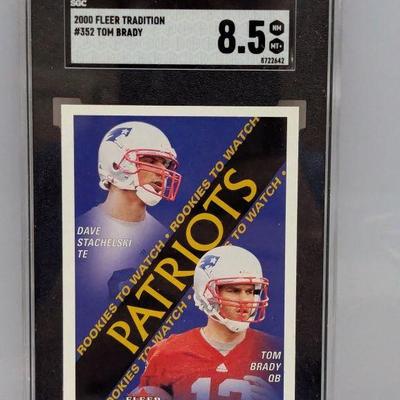 SGC
2000 FLEER TRADITION
#352 TOM BRADY
8.5
NM
MT+
8722642
ROOKIES TO WATCH • ROOKIES TO WATCH
PATRIOTS
ROOKIES TO WATCH • ROOKIES TO WATCH
DAVE
STACHELSKI
TE
TOM
BRADY
QB
12
FLEER